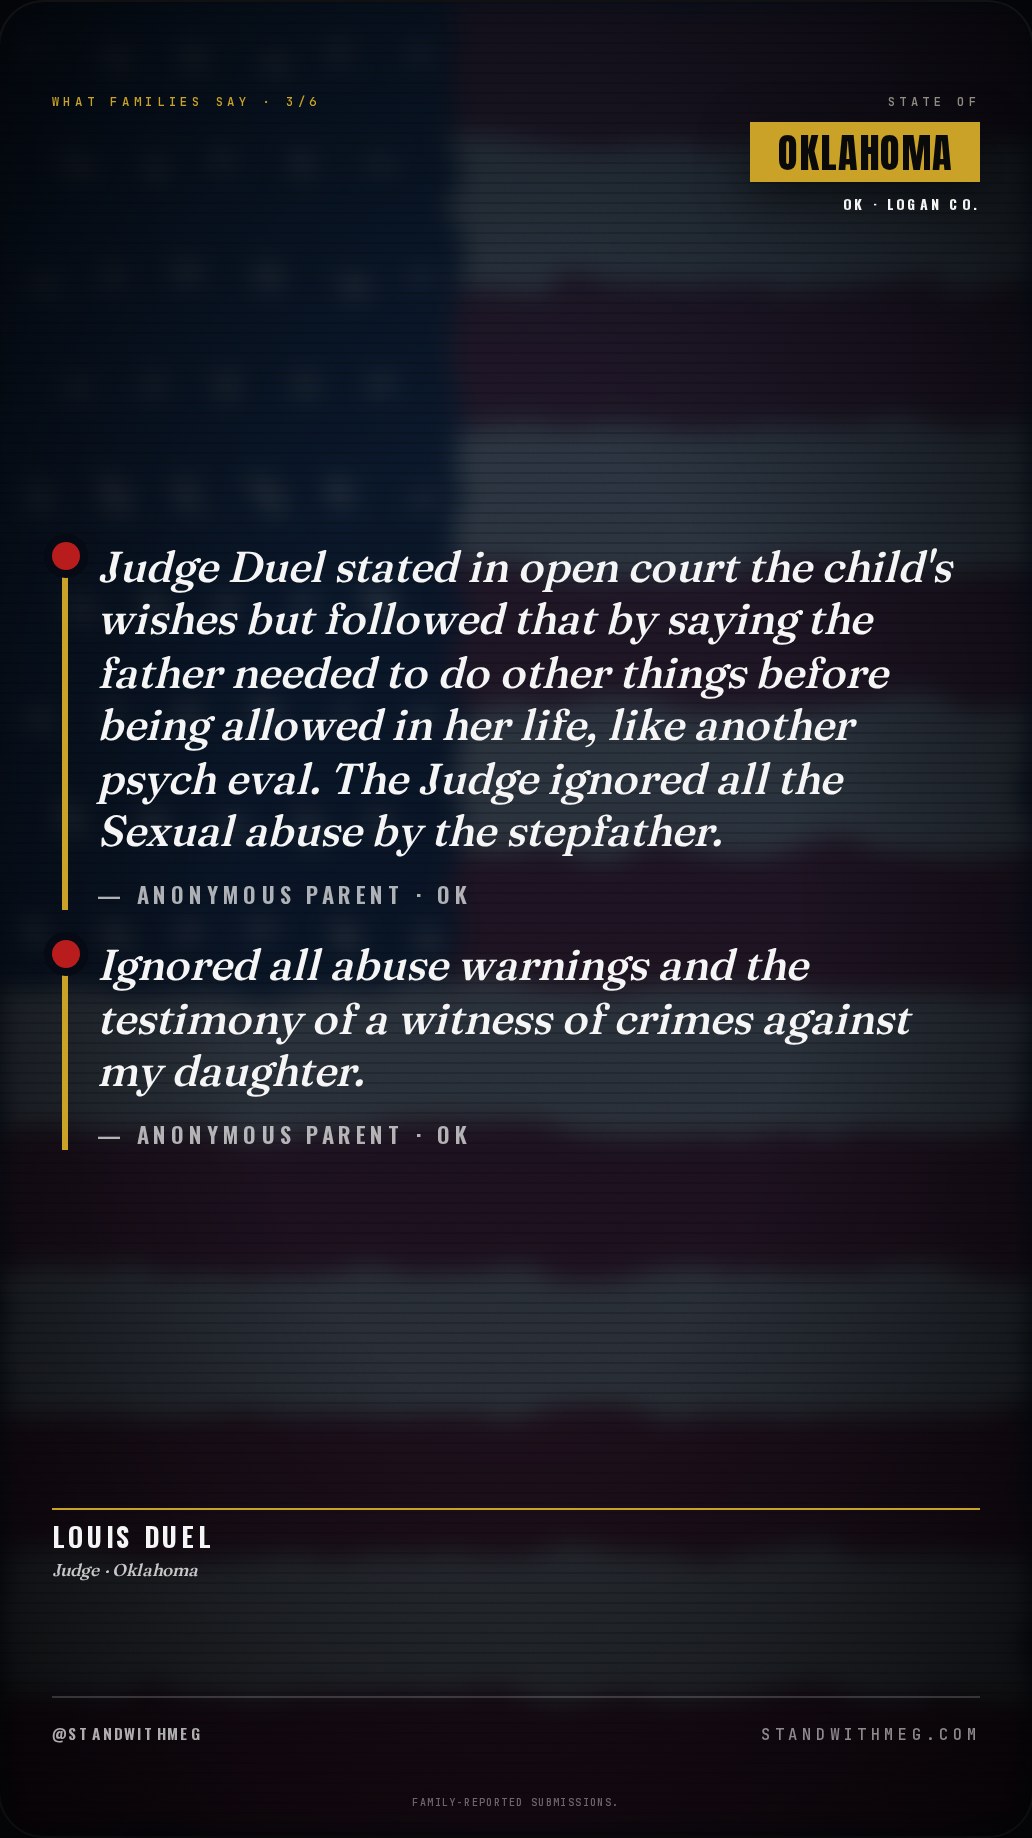 WHAT FAMILIES SAY · 3/6
STATE OF
OKLAHOMA
OK · LOGAN CO.
Judge Duel stated in open court the child's
wishes but followed that by saying the
father needed to do other things before
being allowed in her life, like another
psych eval. The Judge ignored all the
Sexual abuse by the stepfather.
— ANONYMOUS PARENT · OK
Ignored all abuse warnings and the
testimony of a witness of crimes against
my daughter.
— ANONYMOUS PARENT · OK
LOUIS DUEL
Judge · Oklahoma
@STANDWITHMEG
STANDWITHMEG.COM
FAMILY-REPORTED SUBMISSIONS.